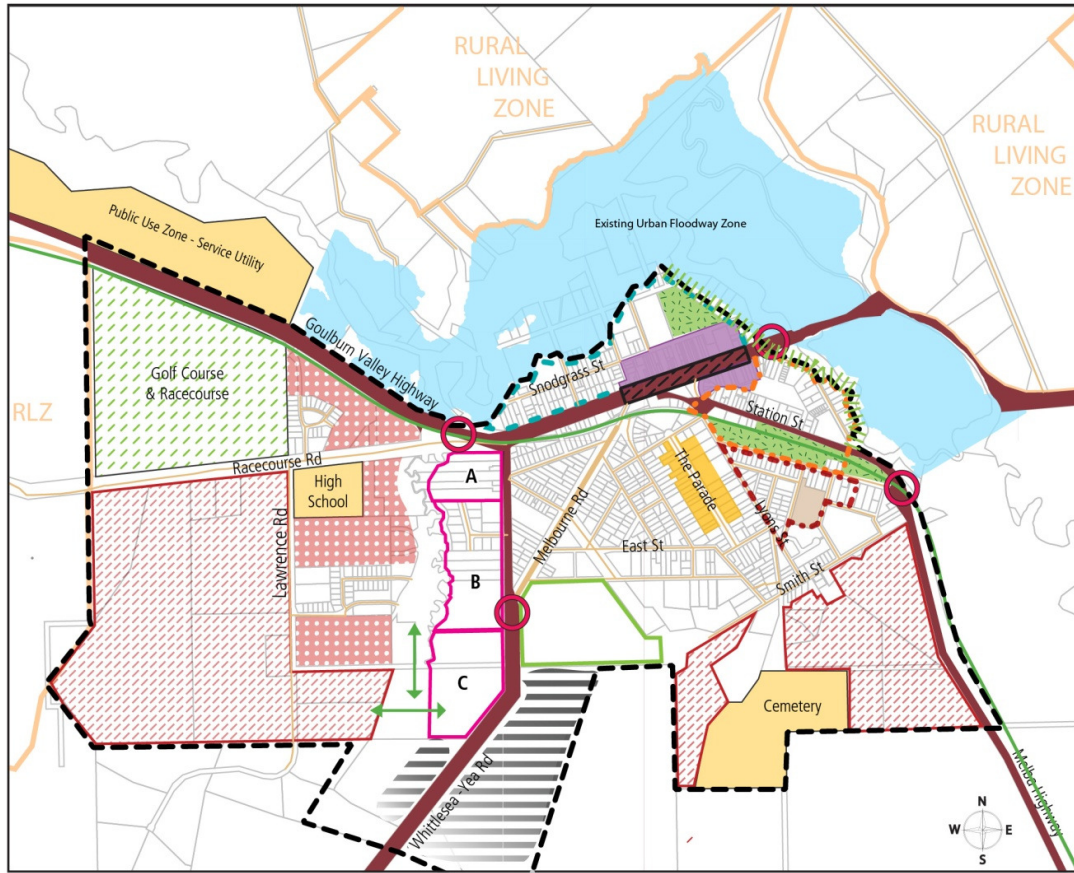 RURAL
LIVING
ZONE
RURAL
LIVING
ZONE
Public Use Zone - Service Utility
Existing Urban Floodway Zone
Goulburn Valley Highway
Golf Course
& Racecourse
RLZ
Snodgrass St
Station St
Racecourse Rd
High
School
A
The Parade
Lyons St
Melbourne Rd
Lawrence Rd
East St
B
Smith St
C
Cemetery
Whittlesea - Yea Rd
Melba Highway
N
W
E
S